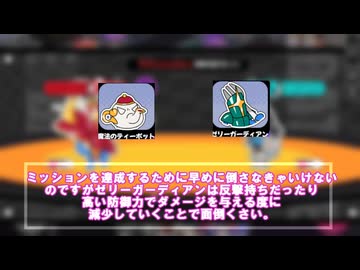 魔法のティーポット
ゼリーガーディアン
ミッションを達成するために早めに倒さなきゃいけない
のですがゼリーガーディアンは反撃持ちだったり
高い防御力でダメージを与える度に
減少していくことで面倒くさい。